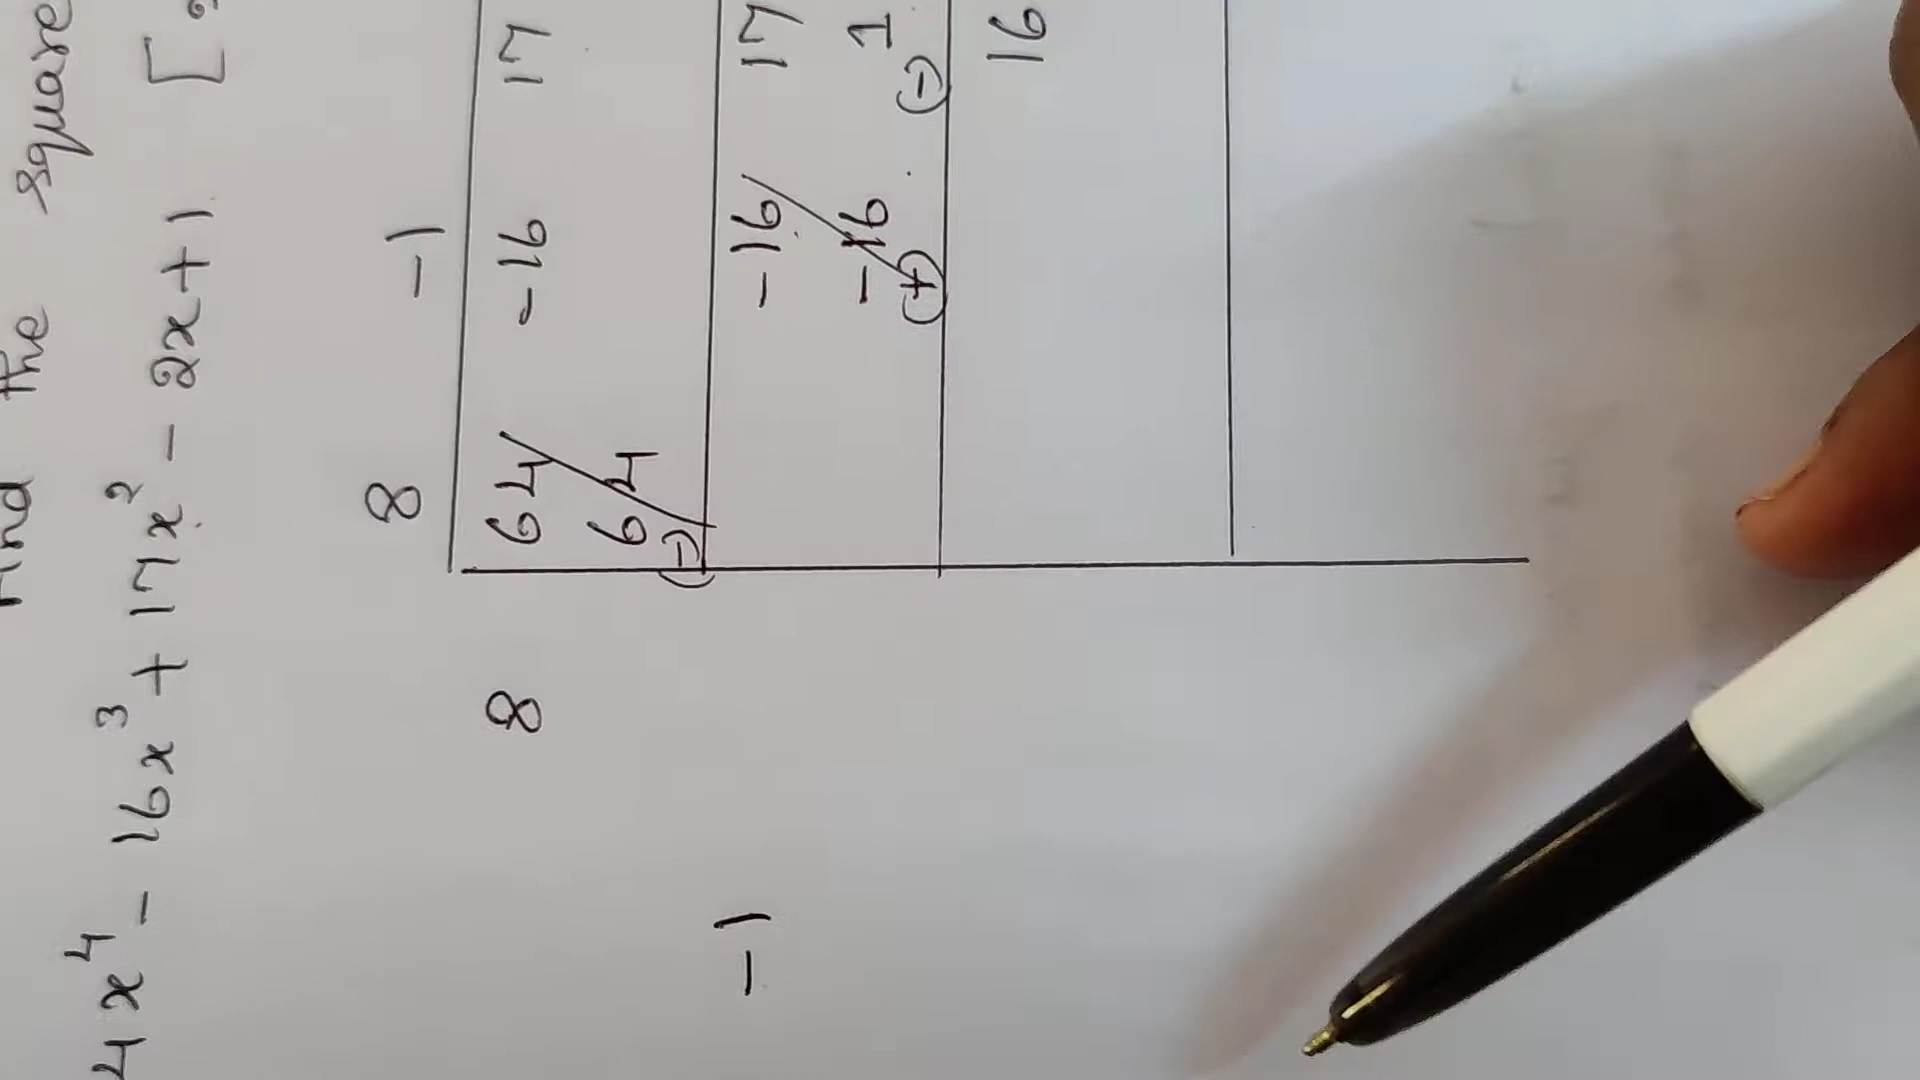 Find the square
4x⁴ - 16x³ + 17x² - 2x + 1 [
8 -1
8 64 -16 17
64
(-)
-1 -16 17
-16 1
(+) (-)
16